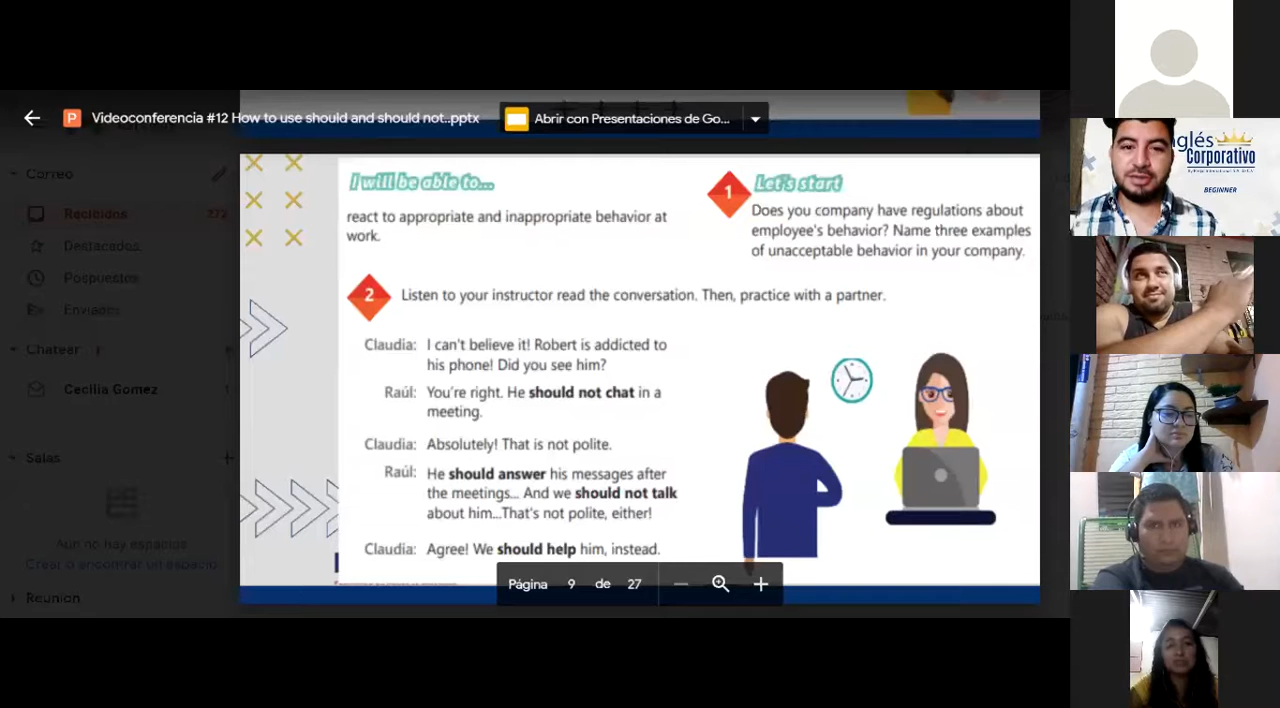 Videoconferencia #12 How to use should and should not..pptx
Abrir con Presentaciones de Go...
Correo
Recibidos 272
Destacados
Pospuestos
Enviados
Chatear
Cecilia Gomez 1
Salas
Aún no hay espacios
Crear o encontrar un espacio
Reunión
I will be able to...
react to appropriate and inappropriate behavior at
work.
1 Let's start
Does you company have regulations about
employee's behavior? Name three examples
of unacceptable behavior in your company.
2 Listen to your instructor read the conversation. Then, practice with a partner.
Claudia: I can't believe it! Robert is addicted to
his phone! Did you see him?
Raúl: You're right. He should not chat in a
meeting.
Claudia: Absolutely! That is not polite.
Raúl: He should answer his messages after
the meetings... And we should not talk
about him...That's not polite, either!
Claudia: Agree! We should help him, instead.
Página 9 de 27
nglés
Corporativo
BEGINNER